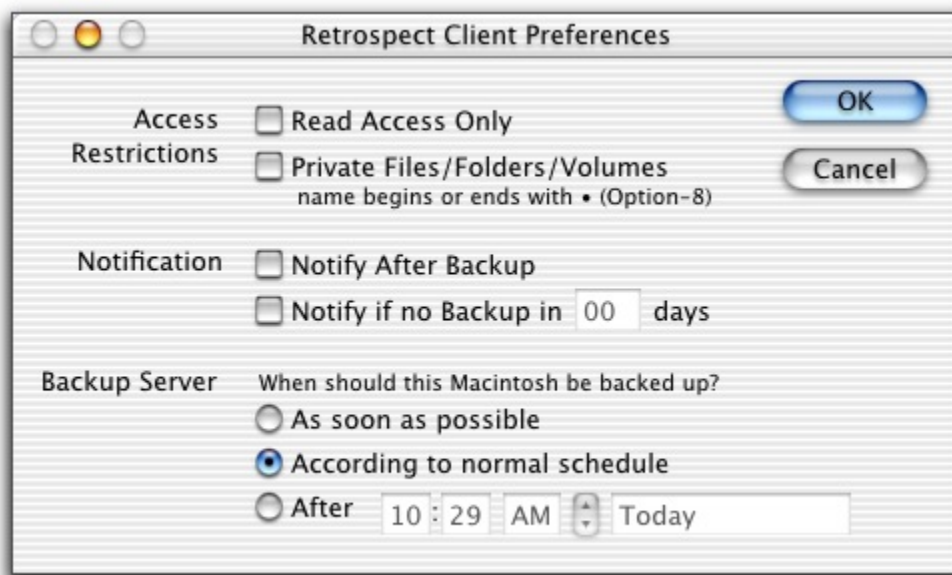 Retrospect Client Preferences
Access Restrictions
Read Access Only
Private Files/Folders/Volumes
name begins or ends with • (Option-8)
OK
Cancel
Notification
Notify After Backup
Notify if no Backup in 00 days
Backup Server
When should this Macintosh be backed up?
As soon as possible
According to normal schedule
After 10 : 29 AM Today